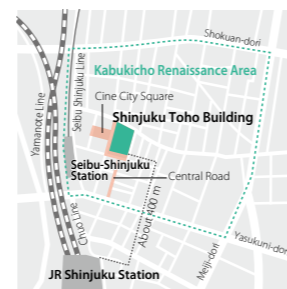 Shokuan-dori
Kabukicho Renaissance Area
Cine City Square
Shinjuku Toho Building
Yamanote Line
Seibu Shinjuku Line
Seibu-Shinjuku
Station
Central Road
Chuo Line
About 400 m
Yasukuni-dori
Meiji-dori
JR Shinjuku Station